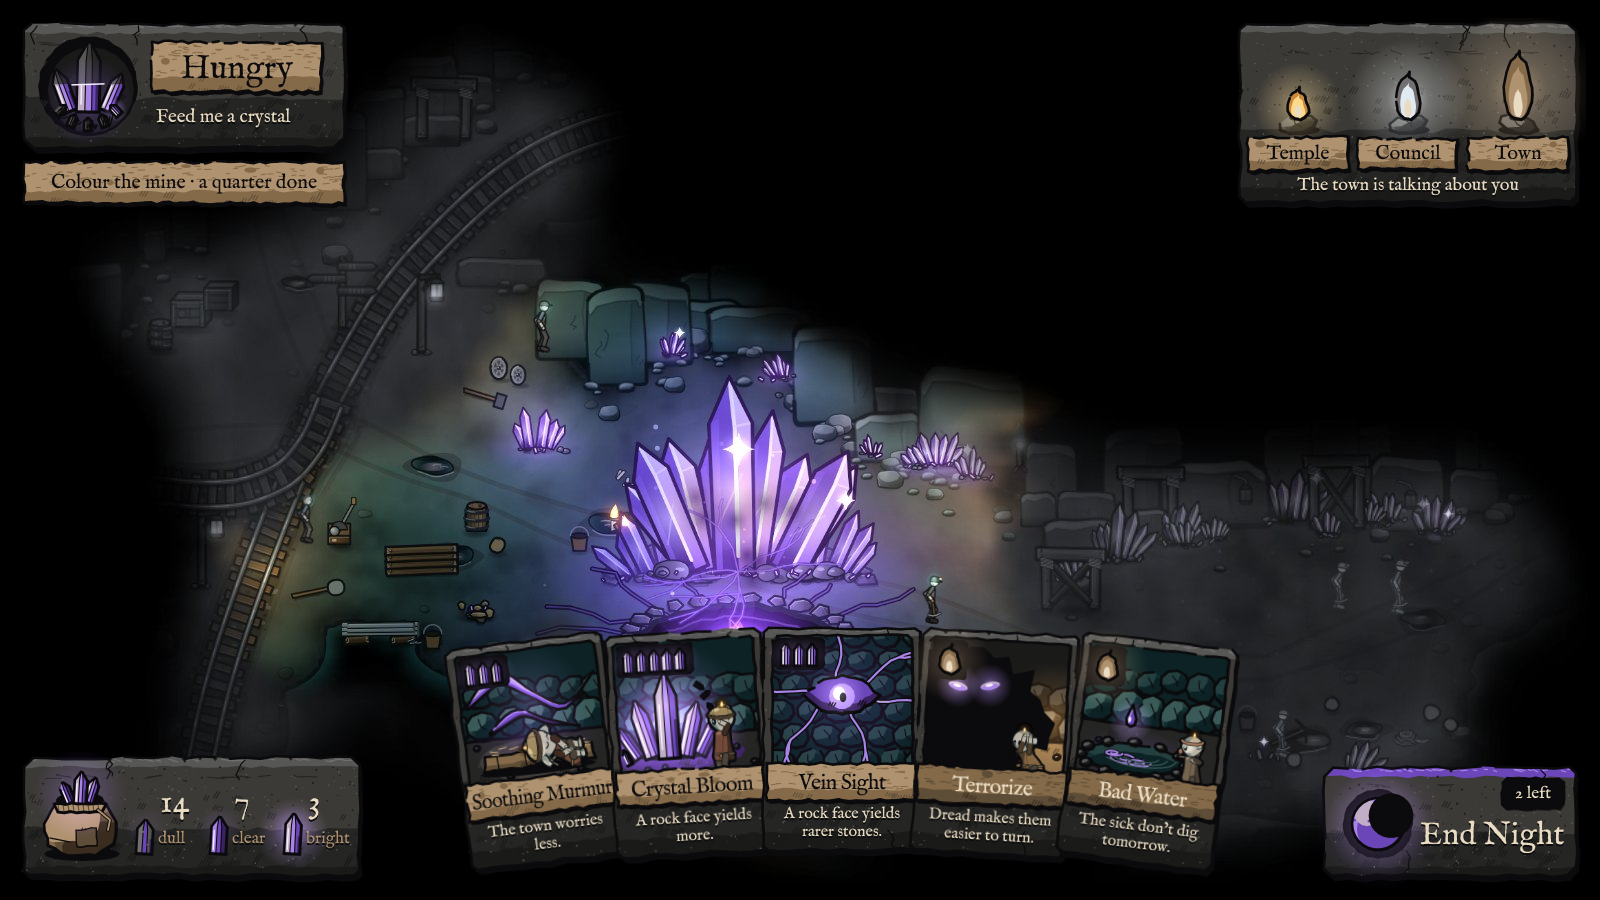 Hungry
Feed me a crystal
Colour the mine · a quarter done
Temple
Council
Town
The town is talking about you
14
7
3
dull
clear
bright
Soothing Murmur
The town worries
less.
Crystal Bloom
A rock face yields
more.
Vein Sight
A rock face yields
rarer stones.
Terrorize
Dread makes them
easier to turn.
Bad Water
The sick don't dig
tomorrow.
2 left
End Night